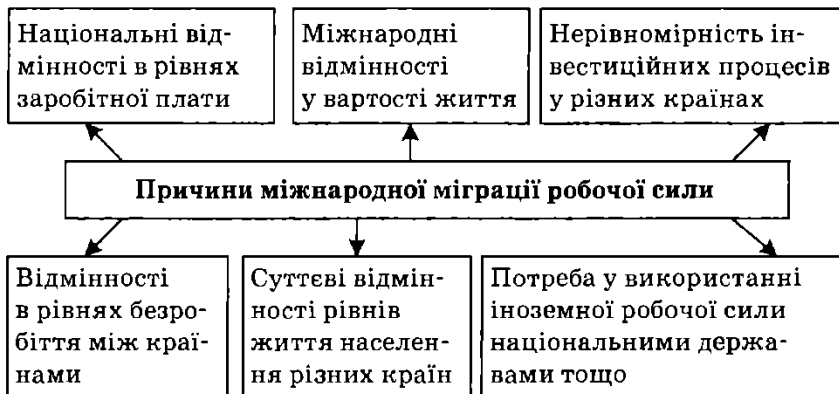 Національні від-
мінності в рівнях
заробітної плати
Міжнародні
відмінності
у вартості життя
Нерівномірність ін-
вестиційних процесів
у різних країнах
Причини міжнародної міграції робочої сили
Відмінності
в рівнях безро-
біття між краї-
нами
Суттєві відмін-
ності рівнів
життя населен-
ня різних країн
Потреба у використанні
іноземної робочої сили
національними держа-
вами тощо